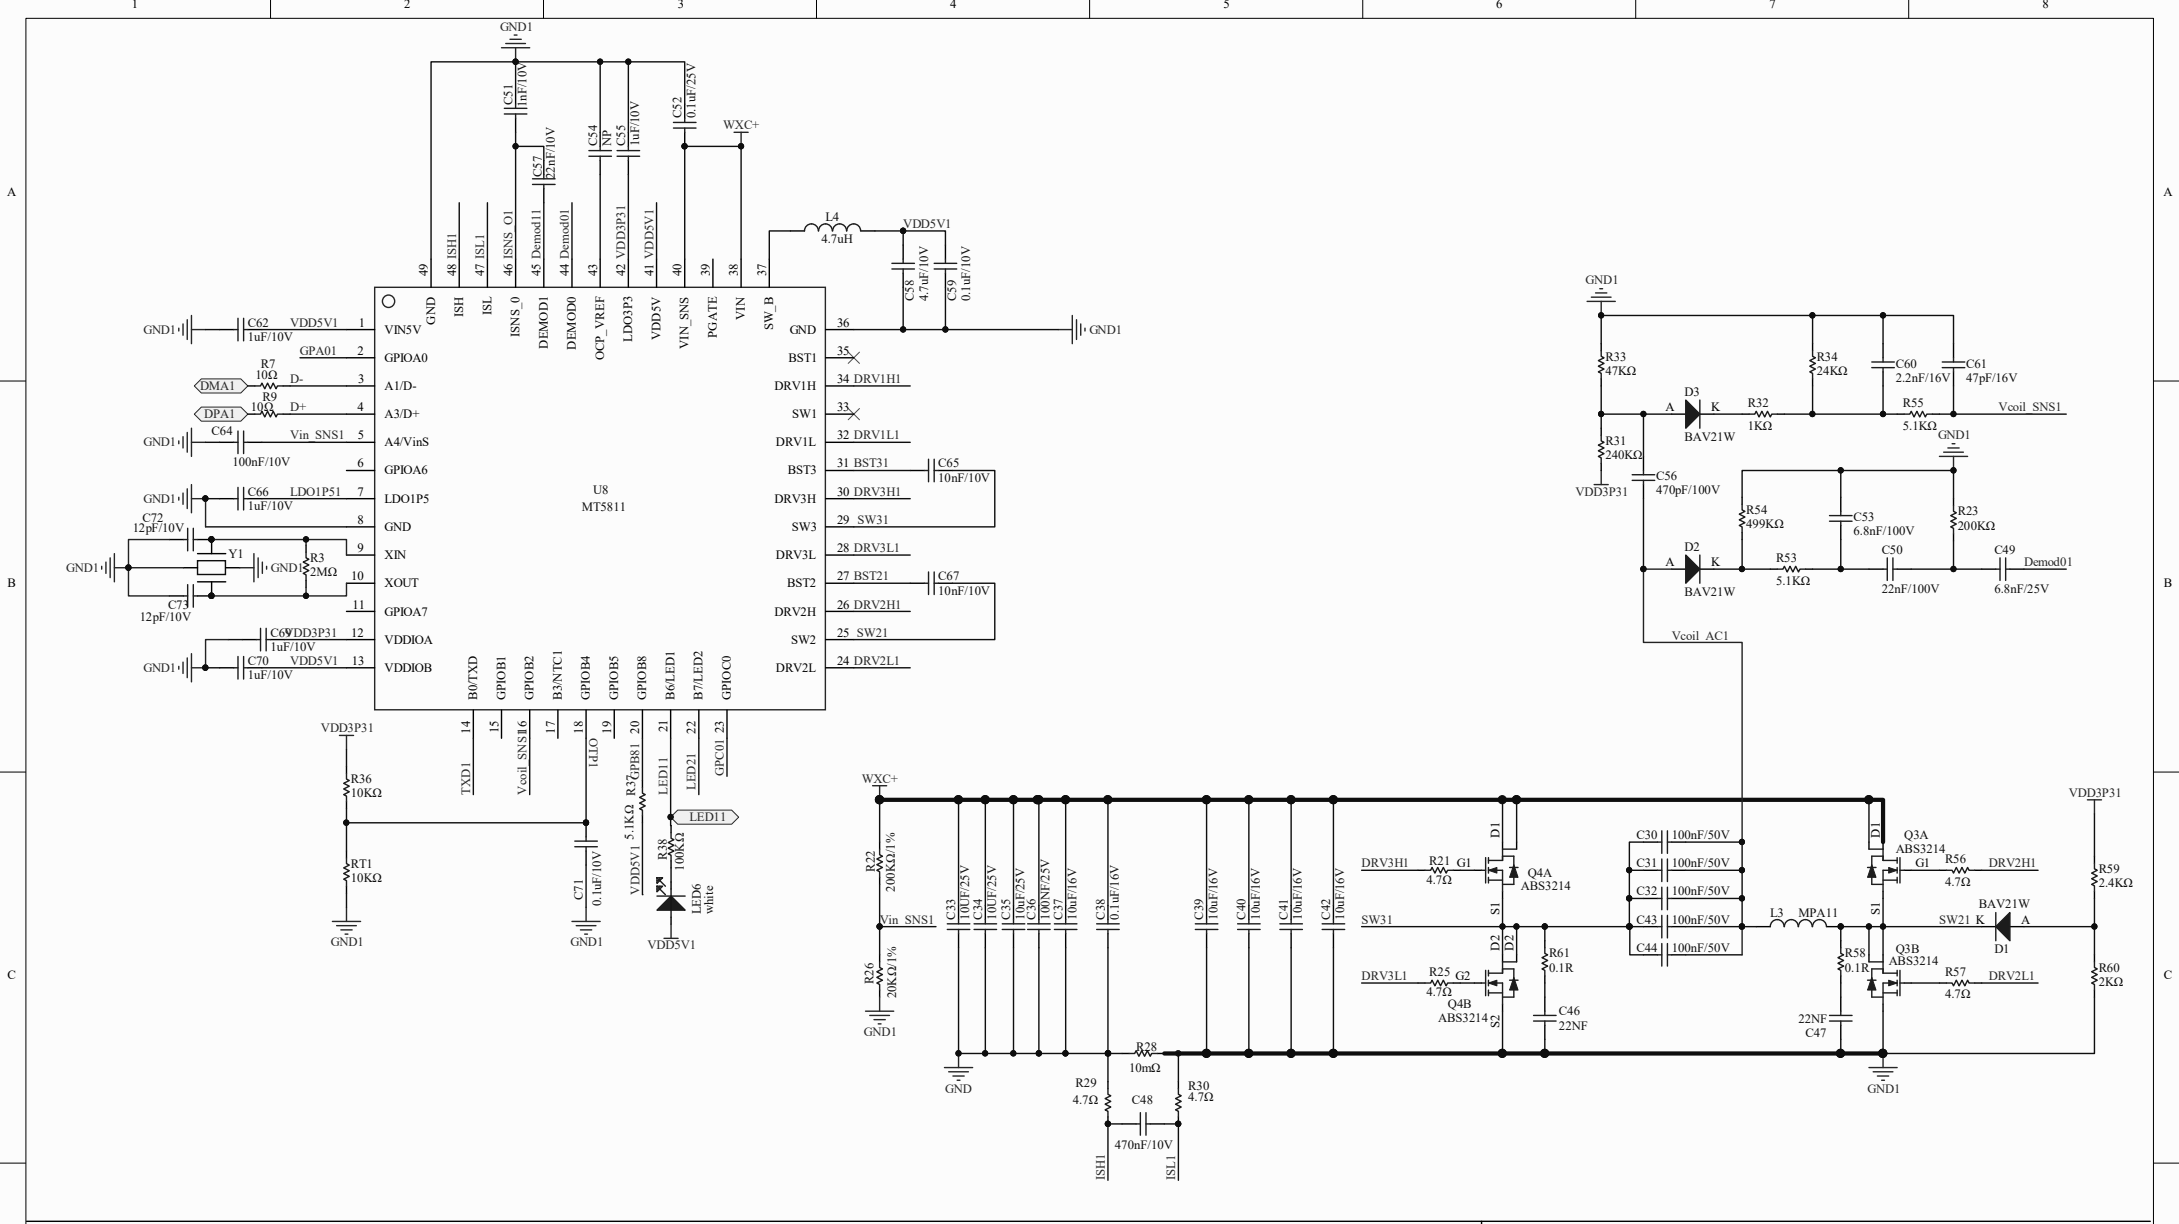 1 2 3 4 5 6 7 8
A A
B B
C C
GND1
C51 1nF/10V
C57 22nF/10V
C54 NP
C55 1uF/10V
C52 0.1uF/25V
WXC+
49 GND
48 ISH1 ISH
47 ISL1 ISL
46 ISNS_O1 ISNS_0
45 Demod11 DEMOD1
44 Demod01 DEMOD0
43 OCP_VREF
42 VDD3P31 LDO3P3
41 VDD5V1 VDD5V
40 VIN_SNS
39 PGATE
38 VIN
37 SW_B
L4
4.7uH
VDD5V1
C58 4.7uF/10V
C59 0.1uF/10V
GND1 C62 1uF/10V VDD5V1 1 VIN5V
GPA01 2 GPIOA0
DMA1 R7 10Ω D- 3 A1/D-
DPA1 R9 10Ω D+ 4 A3/D+
GND1 C64 100nF/10V Vin_SNS1 5 A4/VinS
6 GPIOA6
GND1 C66 1uF/10V LDO1P51 7 LDO1P5
8 GND
C72
12pF/10V
9 XIN
GND1 Y1 GND1 R3 2MΩ
10 XOUT
C73
12pF/10V
11 GPIOA7
C69 1uF/10V VDD3P31 12 VDDIOA
GND1 C70 1uF/10V VDD5V1 13 VDDIOB
U8
MT5811
GND 36 GND1
BST1 35
DRV1H 34 DRV1H1
SW1 33
DRV1L 32 DRV1L1
BST3 31 BST31 C65 10nF/10V
DRV3H 30 DRV3H1
SW3 29 SW31
DRV3L 28 DRV3L1
BST2 27 BST21 C67 10nF/10V
DRV2H 26 DRV2H1
SW2 25 SW21
DRV2L 24 DRV2L1
B0/TXD 14 TXD1
GPIOB1 15
GPIOB2 16 Vcoil_SNS1
B3/NTC1 17
GPIOB4 18 OTP1
GPIOB5 19
GPIOB8 20 GPB81
B6/LED1 21 LED11
B7/LED2 22 LED21
GPIOC0 23 GPC01
VDD3P31
R36
10KΩ
RT1
10KΩ
GND1
C71 0.1uF/10V
GND1
R37 5.1KΩ
VDD5V1
LED11
R38 100KΩ
LED6 white
VDD5V1
GND1
R33
47KΩ
R31
240KΩ
VDD3P31
C56
470pF/100V
A D3 K
BAV21W
R32
1KΩ
R34
24KΩ
C60
2.2nF/16V
C61
47pF/16V
R55
5.1KΩ
Vcoil_SNS1
GND1
R54
499KΩ
C53
6.8nF/100V
R23
200KΩ
A D2 K
BAV21W
R53
5.1KΩ
C50
22nF/100V
C49
6.8nF/25V
Demod01
Vcoil_AC1
WXC+
R22 200KΩ/1%
Vin_SNS1
R26 20KΩ/1%
GND1
C33 10UF/25V
C34 10UF/25V
C35 10uF/25V
C36 100NF/25V
C37 10uF/16V
C38 0.1uF/16V
C39 10uF/16V
C40 10uF/16V
C41 10uF/16V
C42 10uF/16V
GND
R28
10mΩ
R29
4.7Ω
R30
4.7Ω
C48
470nF/10V
ISH1
ISL1
DRV3H1 R21 4.7Ω G1
D1
Q4A
ABS3214
S1
SW31
D2 D2
DRV3L1 R25 4.7Ω G2
Q4B
ABS3214
S2
R61
0.1R
C46
22NF
C30 100nF/50V
C31 100nF/50V
C32 100nF/50V
C43 100nF/50V
C44 100nF/50V
L3 MPA11
D1
Q3A
ABS3214
G1 R56 4.7Ω DRV2H1
S1
SW21 K BAV21W A
D1
Q3B
ABS3214
R57 4.7Ω DRV2L1
R58
0.1R
22NF
C47
GND1
VDD3P31
R59
2.4KΩ
R60
2KΩ